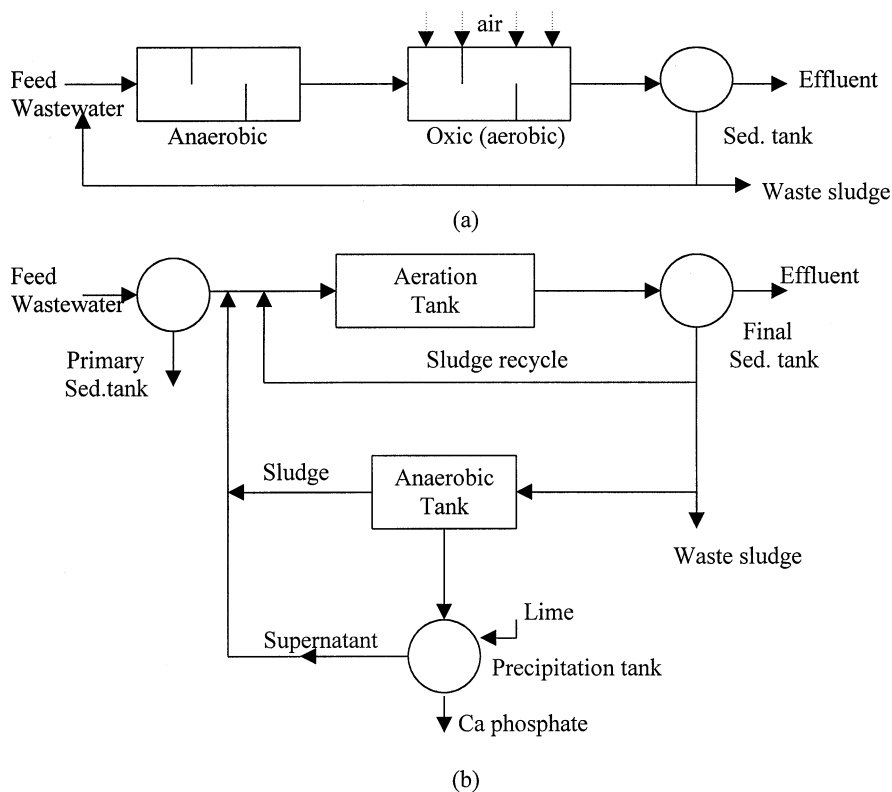 air
Feed
Wastewater
Anaerobic
Oxic (aerobic)
Sed. tank
Effluent
Waste sludge
(a)
Feed
Wastewater
Primary
Sed.tank
Aeration
Tank
Effluent
Final
Sed. tank
Sludge recycle
Sludge
Anaerobic
Tank
Waste sludge
Lime
Supernatant
Precipitation tank
Ca phosphate
(b)